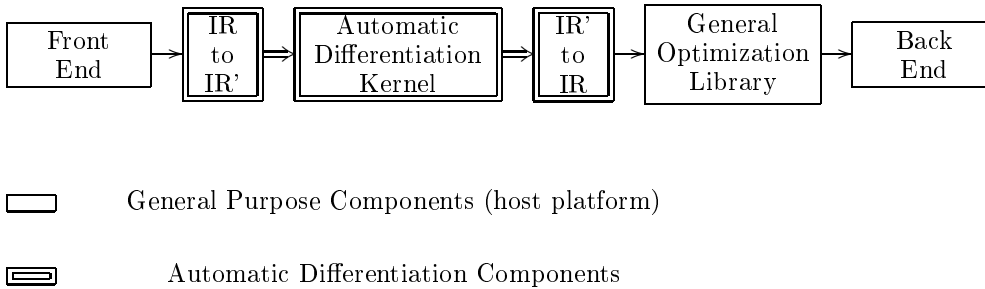 Front
End
IR
to
IR'
Automatic
Differentiation
Kernel
IR'
to
IR
General
Optimization
Library
Back
End
General Purpose Components (host platform)
Automatic Differentiation Components